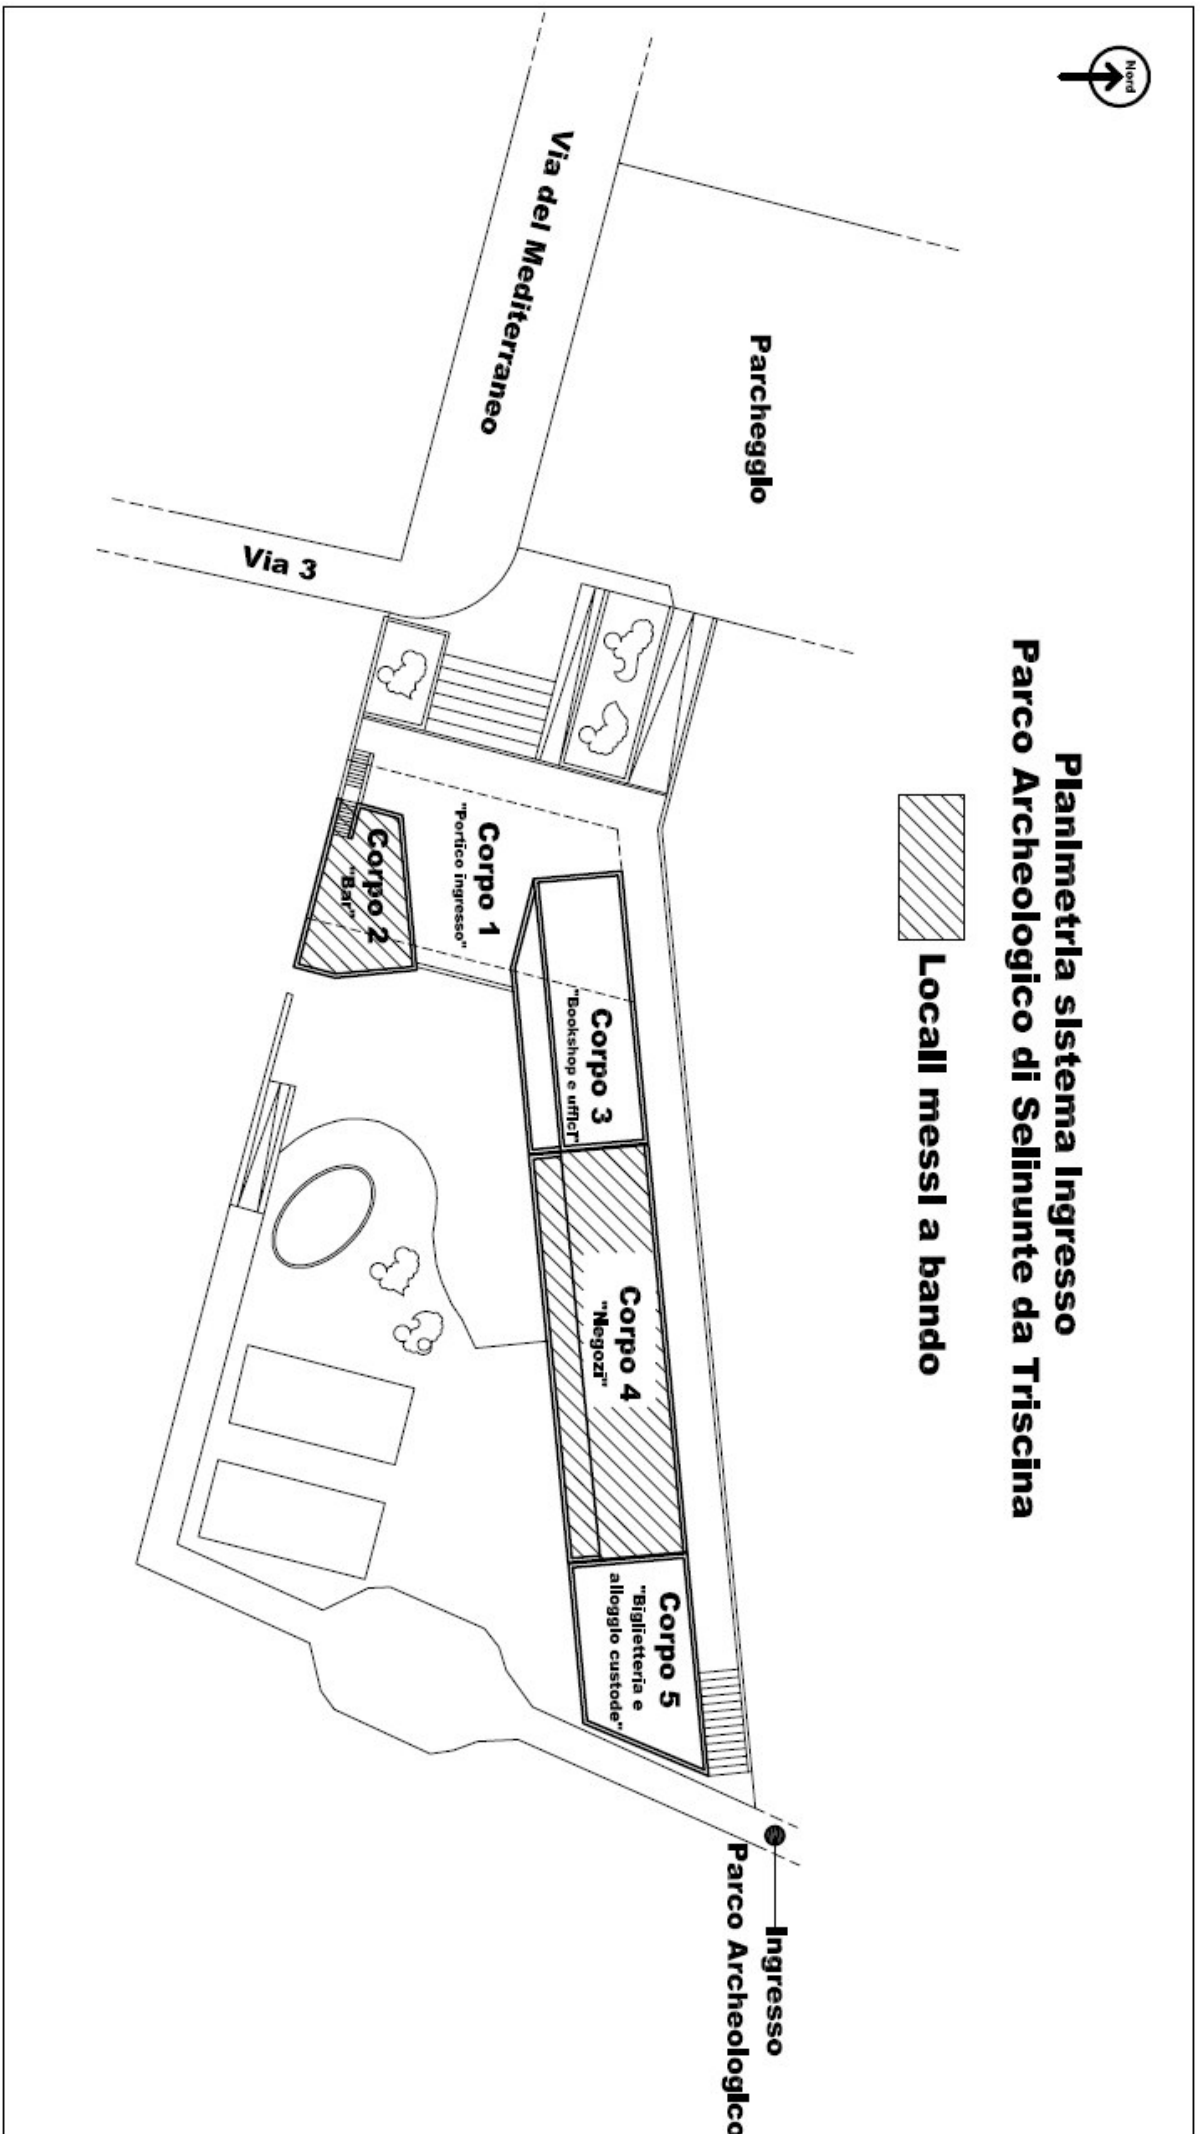 Nord
Planimetria sistema Ingresso
Parco Archeologico di Selinunte da Triscina
Locali messi a bando
Parcheggio
Via del Mediterraneo
Via 3
Corpo 1
"Portico ingresso"
Corpo 2
"Bar"
Corpo 3
"Bookshop e uffici"
Corpo 4
"Negozi"
Corpo 5
"Biglietteria e
alloggio custode"
Ingresso
Parco Archeologico